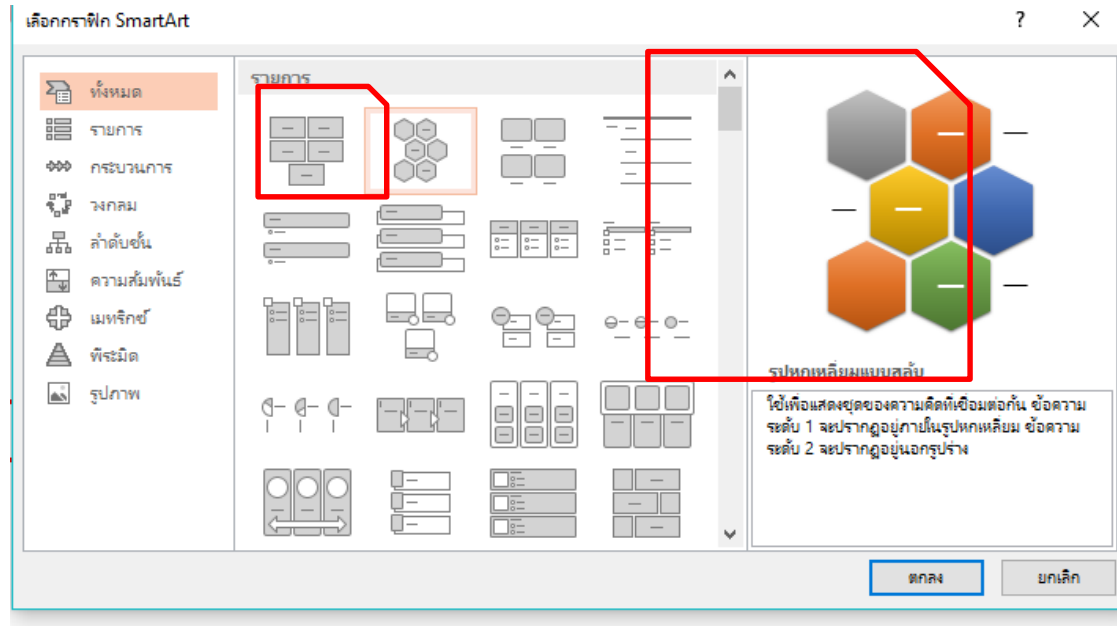 เลือกกราฟิก SmartArt
ทั้งหมด
รายการ
กระบวนการ
วงกลม
ลำดับชั้น
ความสัมพันธ์
เมทริกซ์
พีระมิด
รูปภาพ
รายการ
รูปหกเหลี่ยมแบบสลับ
ใช้เพื่อแสดงชุดของความคิดที่เชื่อมต่อกัน ข้อความ
ระดับ 1 จะปรากฏอยู่ภายในรูปหกเหลี่ยม ข้อความ
ระดับ 2 จะปรากฏอยู่นอกรูปร่าง
ตกลง
ยกเลิก